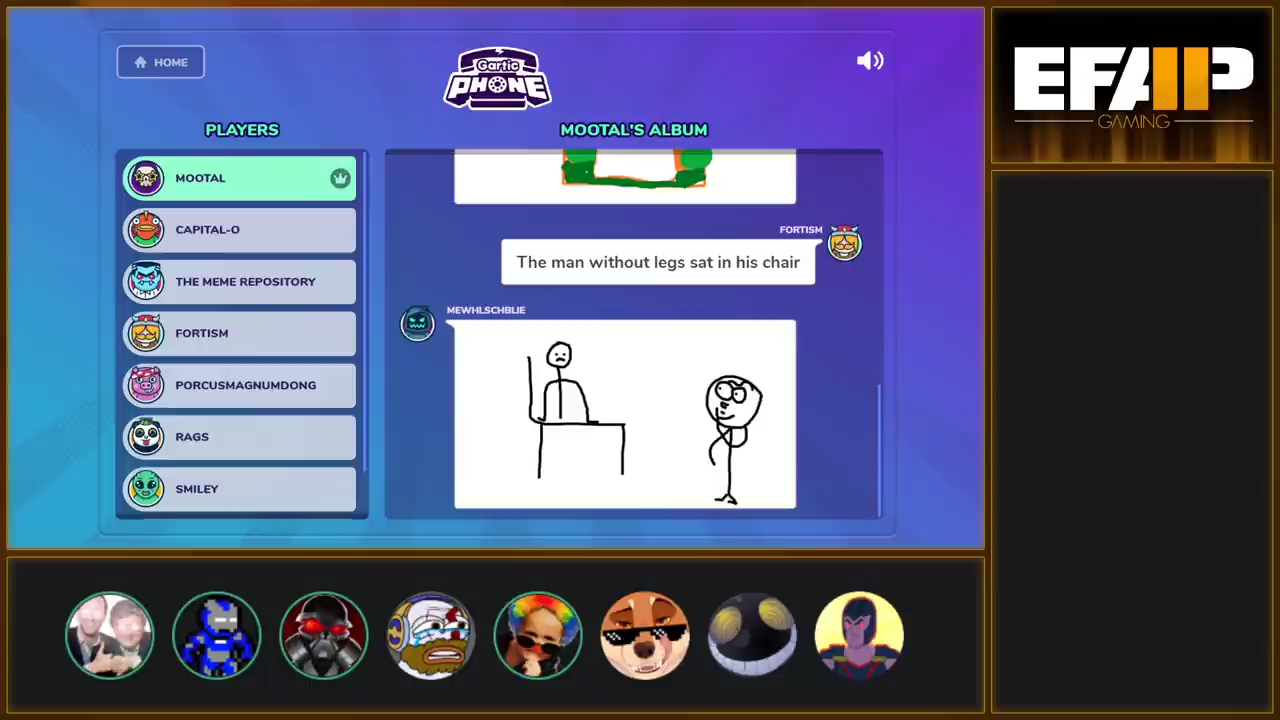 HOME
Gartic
PHONE
PLAYERS
MOOTAL'S ALBUM
MOOTAL
CAPITAL-O
THE MEME REPOSITORY
FORTISM
PORCUSMAGNUMDONG
RAGS
SMILEY
FORTISM
The man without legs sat in his chair
MEWHLSCHBLIE
EFAP
GAMING